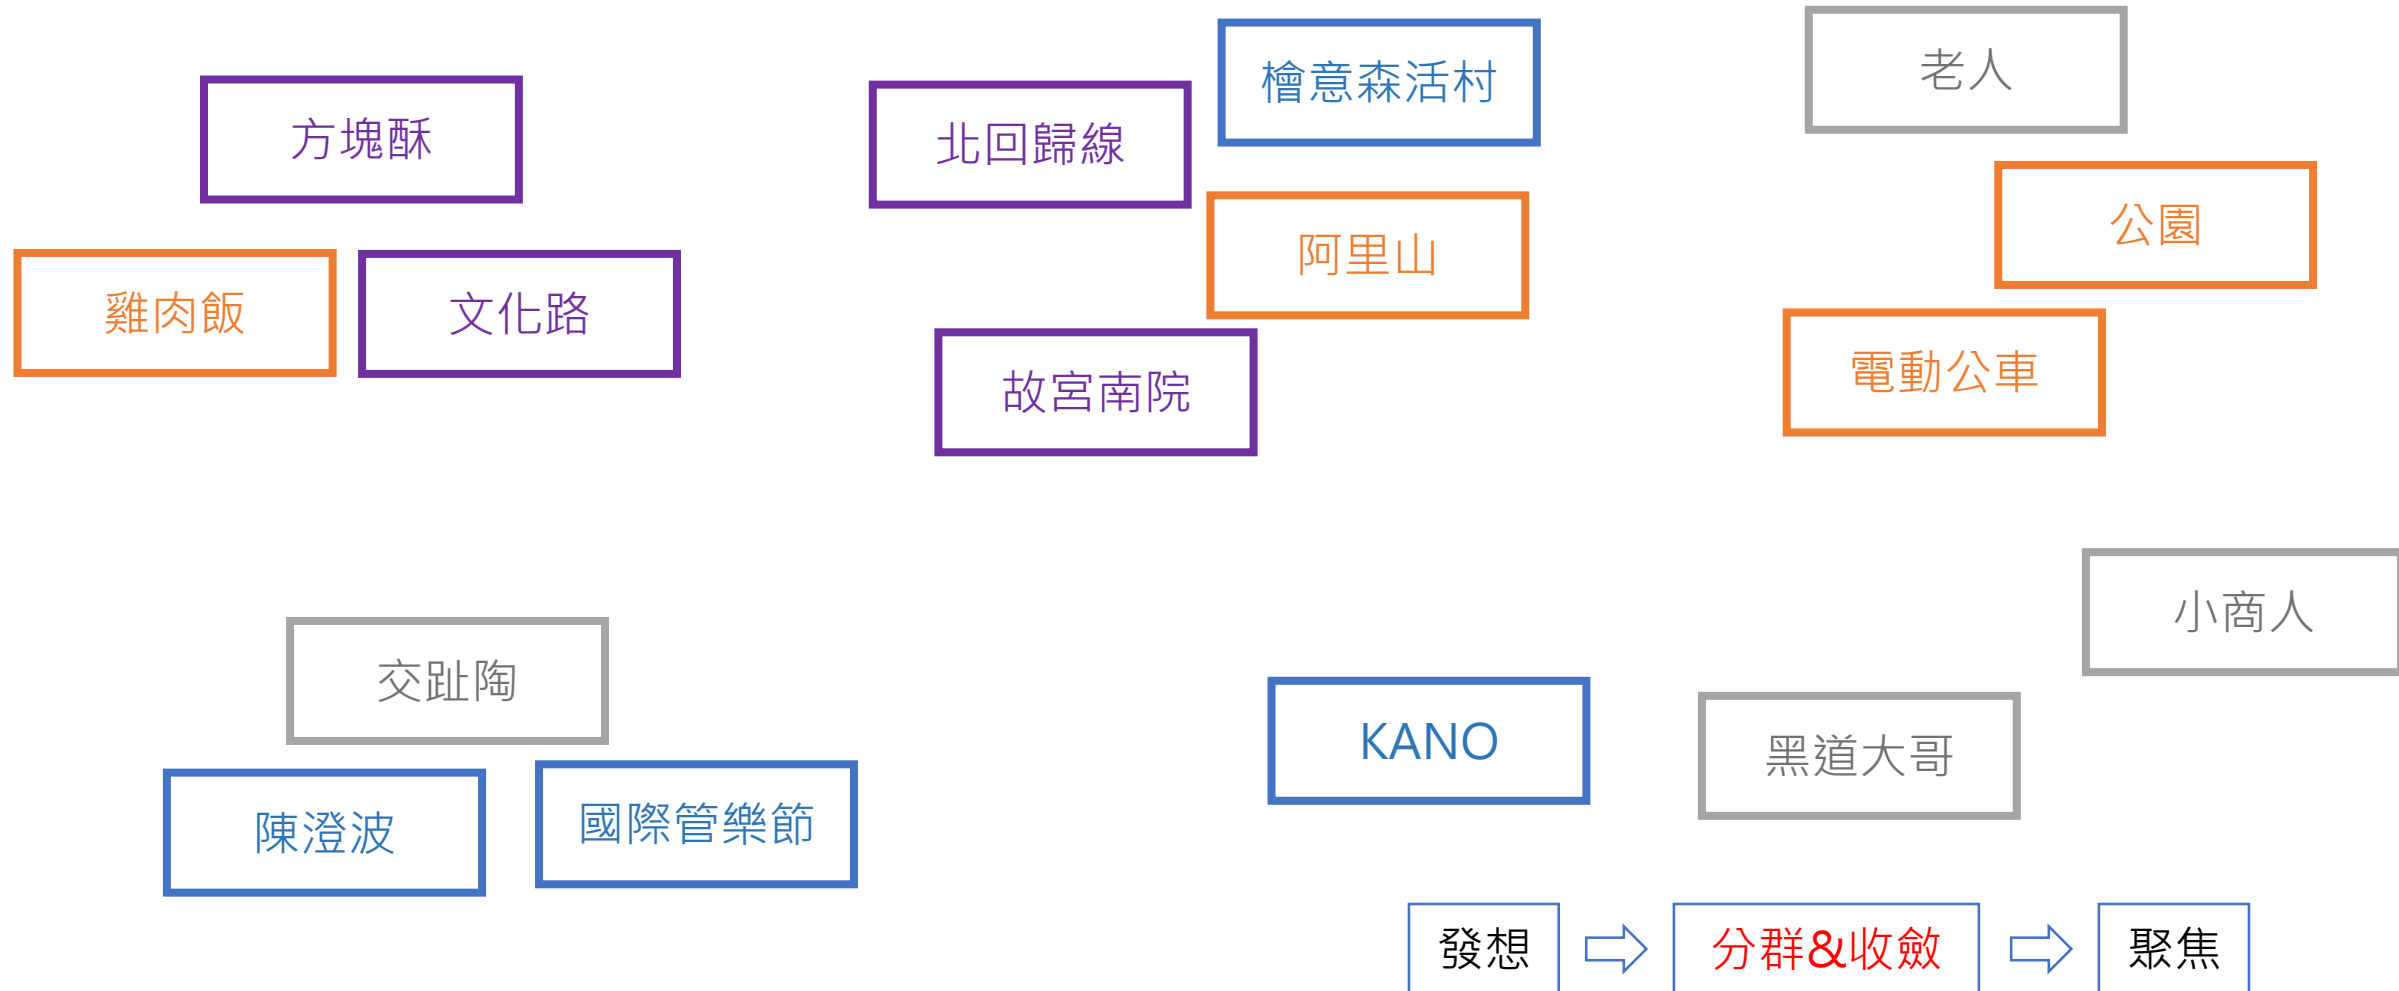 方塊酥
雞肉飯
文化路
北回歸線
檜意森活村
阿里山
故宮南院
老人
公園
電動公車
交趾陶
陳澄波
國際管樂節
KANO
黑道大哥
小商人
發想
分群&收斂
聚焦